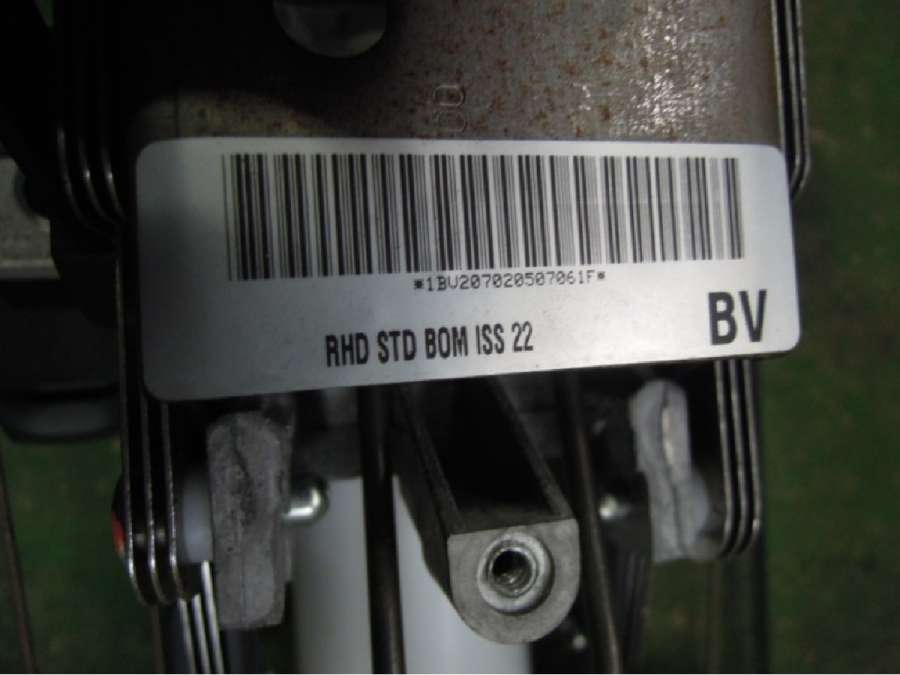 *1BV207020507061F*
RHD STD BOM ISS 22
BV